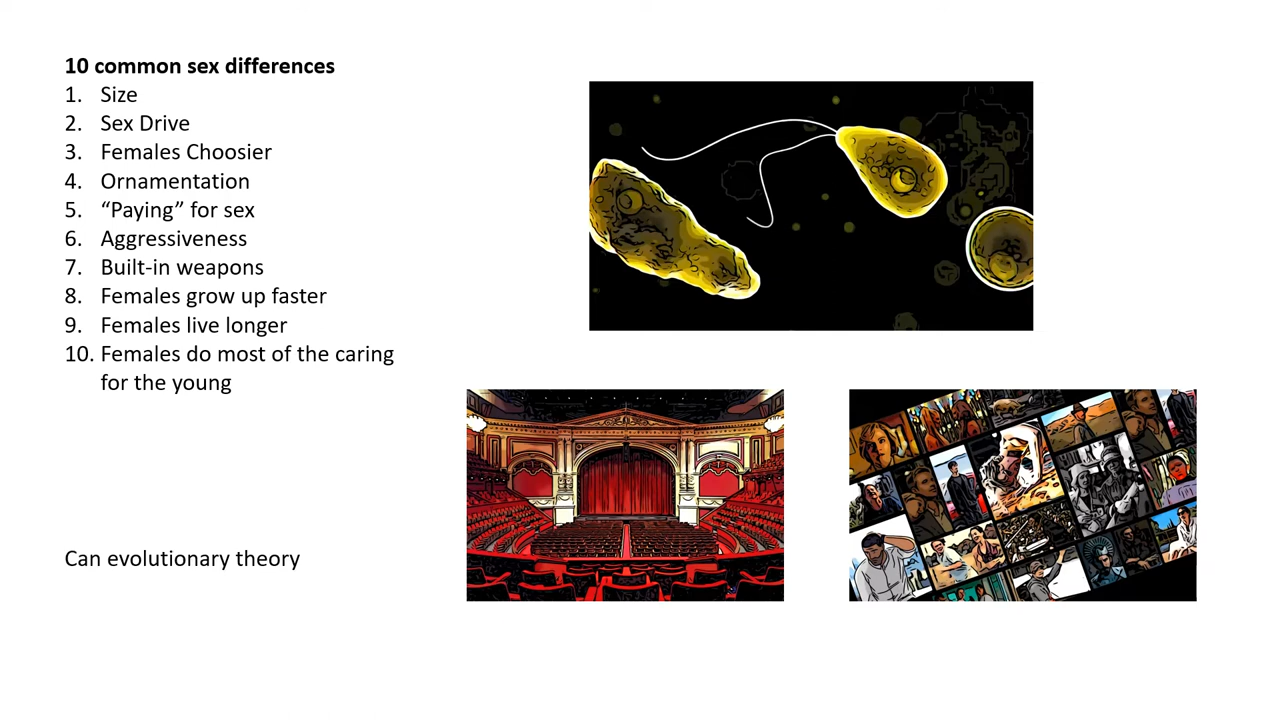 10 common sex differences
1. Size
2. Sex Drive
3. Females Choosier
4. Ornamentation
5. “Paying” for sex
6. Aggressiveness
7. Built-in weapons
8. Females grow up faster
9. Females live longer
10. Females do most of the caring
for the young
Can evolutionary theory